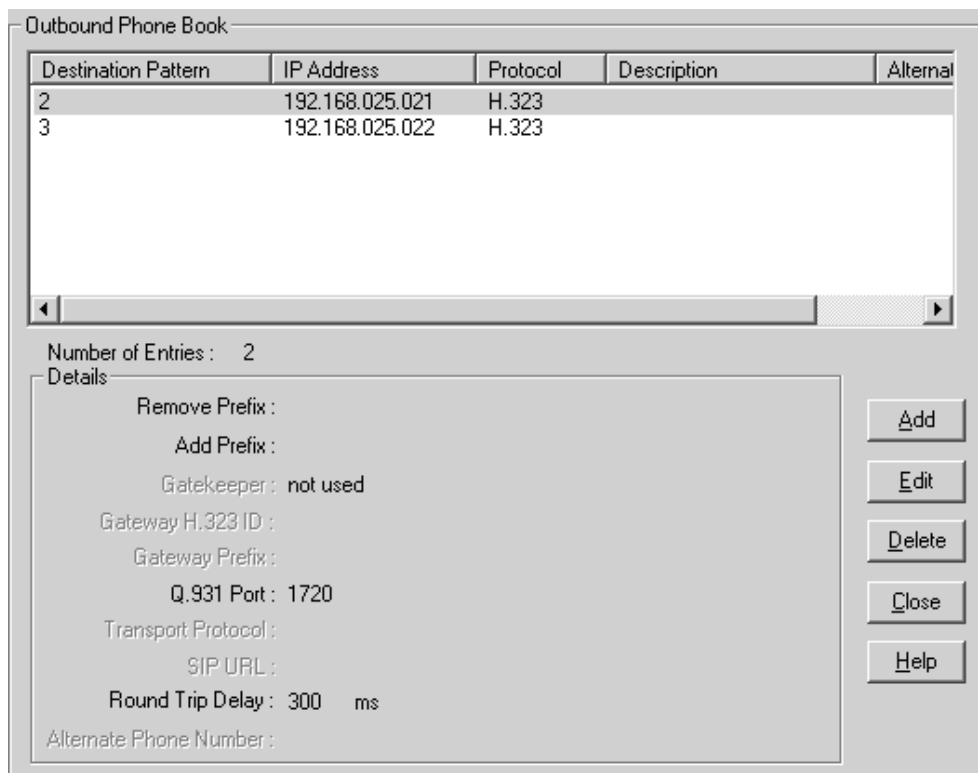 Outbound Phone Book
Destination Pattern IP Address Protocol Description Alternat
2 192.168.025.021 H.323
3 192.168.025.022 H.323
Number of Entries : 2
Details
Remove Prefix :
Add Prefix :
Gatekeeper : not used
Gateway H.323 ID :
Gateway Prefix :
Q.931 Port : 1720
Transport Protocol :
SIP URL :
Round Trip Delay : 300 ms
Alternate Phone Number :
Add
Edit
Delete
Close
Help